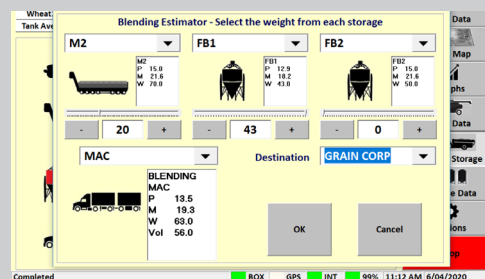 Wheat
Blending Estimator - Select the weight from each storage
Data
Tank Ave
M2
FB1
FB2
Map
M2
P 15.0
M 21.6
W 70.0
FB1
P 12.9
M 18.2
W 43.0
FB2
P 15.0
M 21.6
W 50.0
phs
Data
- 20 +
- 43 +
- 0 +
Storage
MAC
Destination
GRAIN CORP
BLENDING
MAC
P 13.5
M 19.3
W 63.0
Vol 56.0
e Data
ions
OK
Cancel
op
Completed
BOX
GPS
INT
99%
11:12 AM 6/04/2020